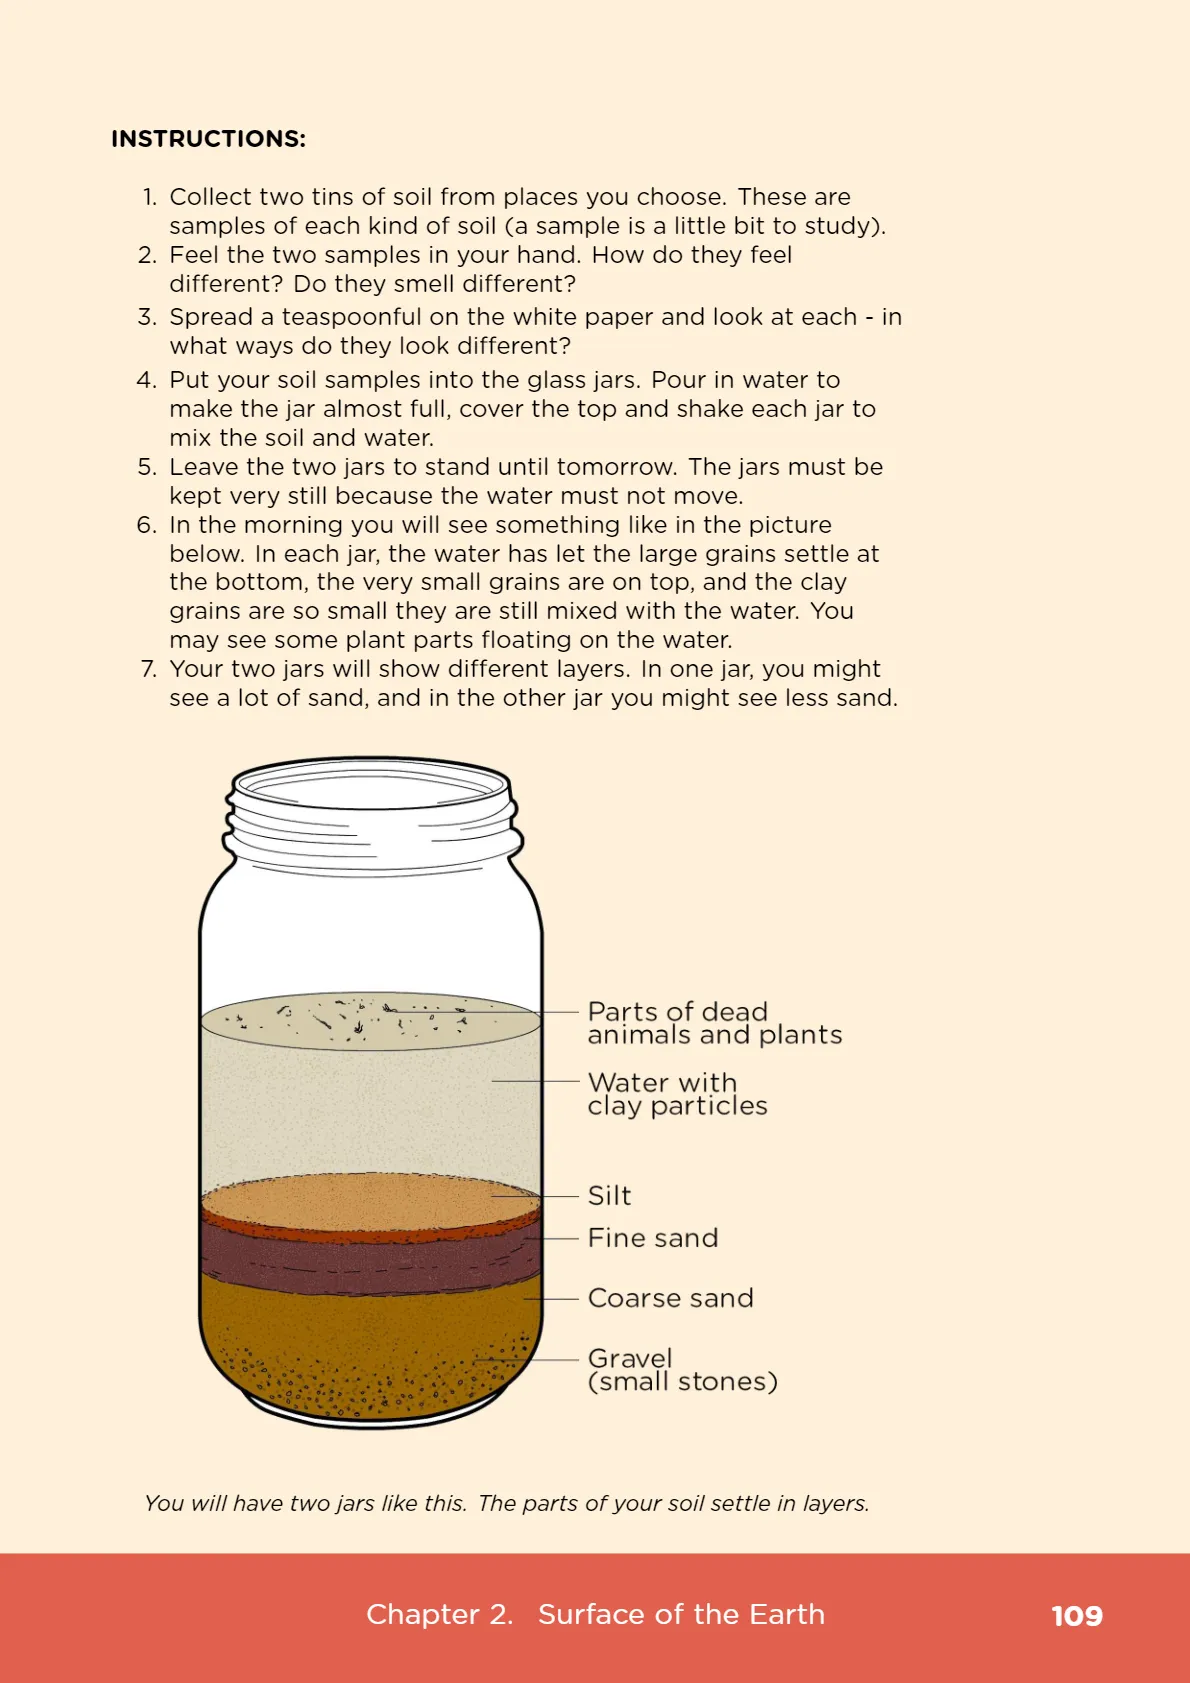 INSTRUCTIONS:
1. Collect two tins of soil from places you choose. These are
samples of each kind of soil (a sample is a little bit to study).
2. Feel the two samples in your hand. How do they feel
different? Do they smell different?
3. Spread a teaspoonful on the white paper and look at each - in
what ways do they look different?
4. Put your soil samples into the glass jars. Pour in water to
make the jar almost full, cover the top and shake each jar to
mix the soil and water.
5. Leave the two jars to stand until tomorrow. The jars must be
kept very still because the water must not move.
6. In the morning you will see something like in the picture
below. In each jar, the water has let the large grains settle at
the bottom, the very small grains are on top, and the clay
grains are so small they are still mixed with the water. You
may see some plant parts floating on the water.
7. Your two jars will show different layers. In one jar, you might
see a lot of sand, and in the other jar you might see less sand.
Parts of dead
animals and plants
Water with
clay particles
Silt
Fine sand
Coarse sand
Gravel
(small stones)
You will have two jars like this. The parts of your soil settle in layers.
Chapter 2. Surface of the Earth 109